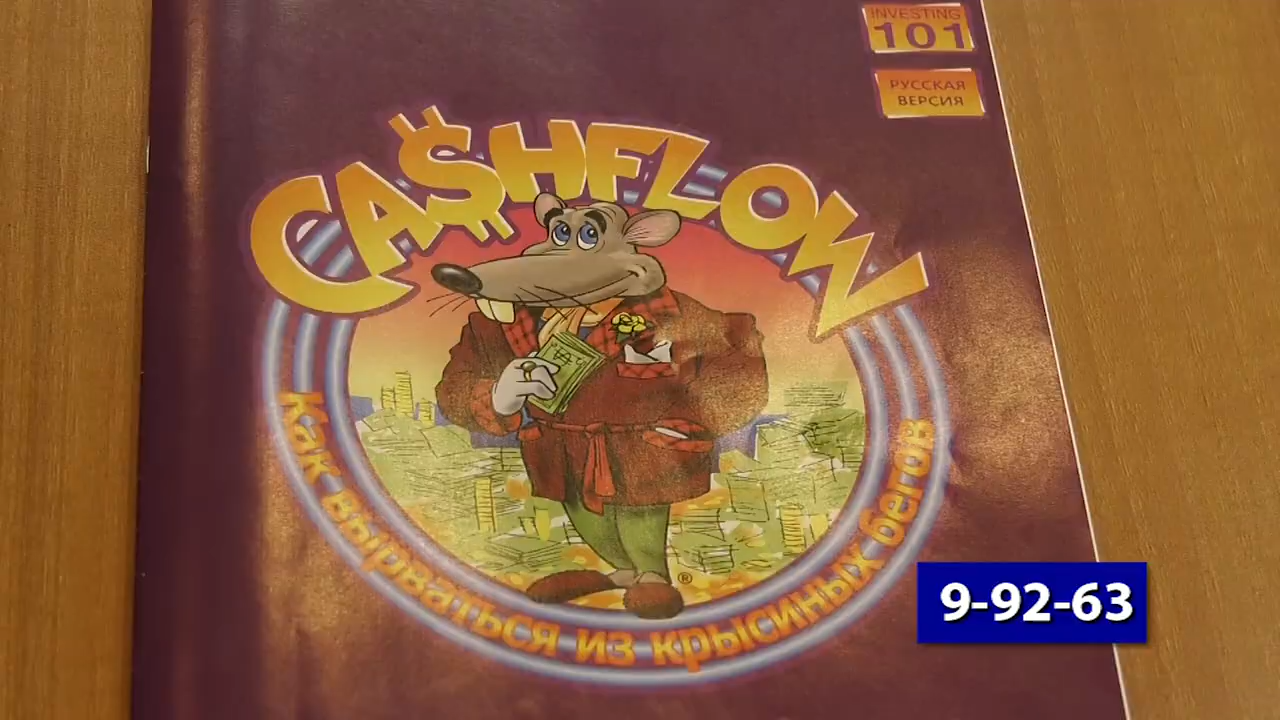 INVESTING
101
РУССКАЯ
ВЕРСИЯ
CA$HFLOW
Как вырваться из крысиных бегов
®
9-92-63